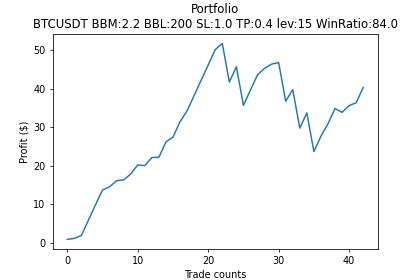 Portfolio
BTCUSDT BBM:2.2 BBL:200 SL:1.0 TP:0.4 lev:15 WinRatio:84.0
50
40
30
20
10
0
Profit ($)
0
10
20
30
40
Trade counts